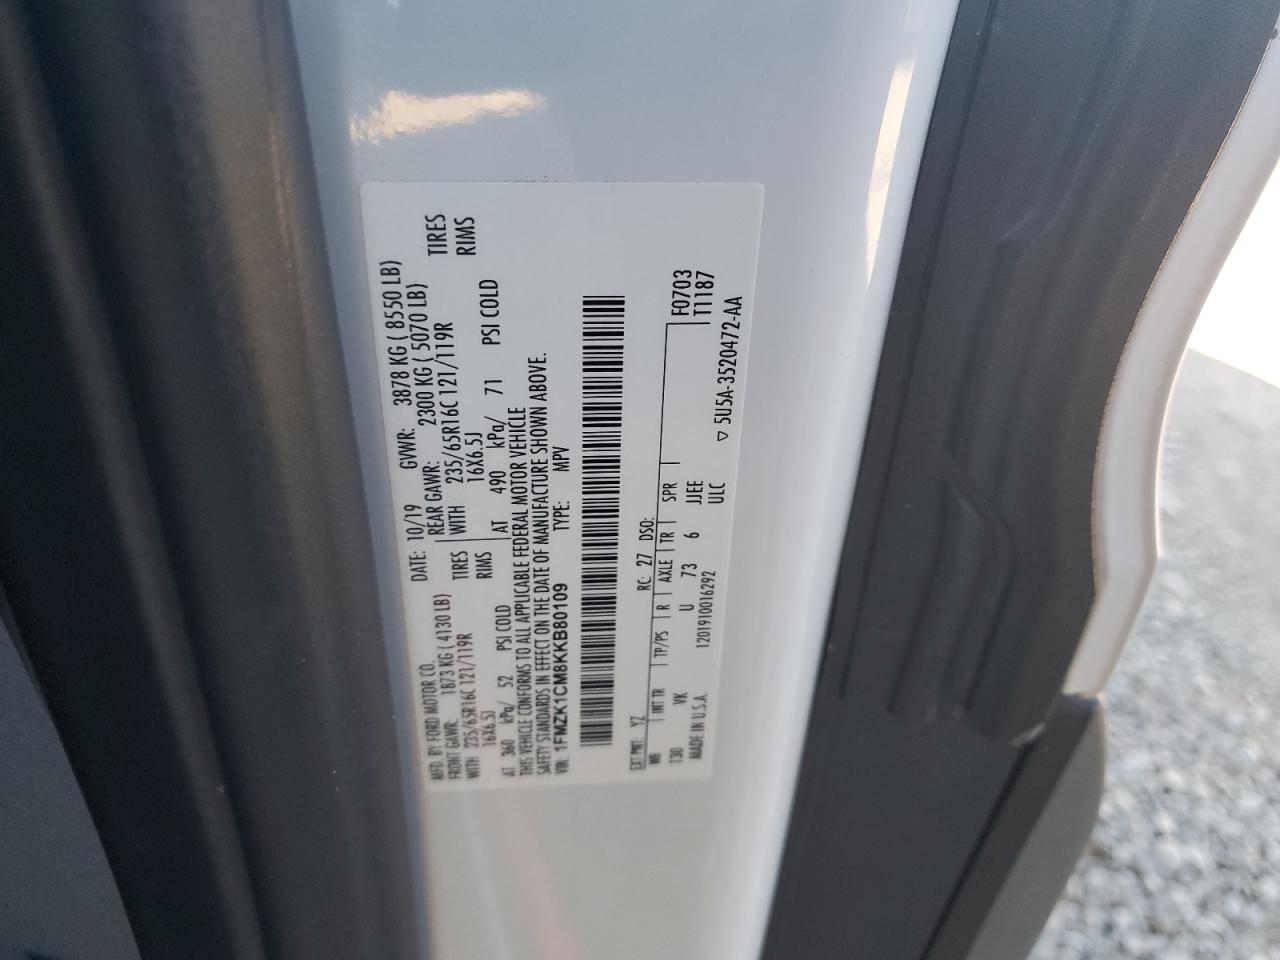 MFD. BY FORD MOTOR CO. DATE: 10/19 GVWR: 3878 KG ( 8550 LB)
FRONT GAWR: 1873 KG ( 4130 LB) REAR GAWR: 2300 KG ( 5070 LB)
WITH 235/65R16C 121/119R TIRES WITH 235/65R16C 121/119R TIRES
16X6.5J RIMS 16X6.5J RIMS
AT 360 kPa/ 52 PSI COLD AT 490 kPa/ 71 PSI COLD
THIS VEHICLE CONFORMS TO ALL APPLICABLE FEDERAL MOTOR VEHICLE
SAFETY STANDARDS IN EFFECT ON THE DATE OF MANUFACTURE SHOWN ABOVE.
VIN: 1FMZK1CM8KKB80109 TYPE: MPV
EXT PNT: YZ RC: 27 DSO:
WB INT TR TP/PS R AXLE TR SPR F0703
130 VK U 73 6 JJEE T1187
MADE IN U.S.A. 1201910016292 ULC
▽ 5U5A-3520472-AA